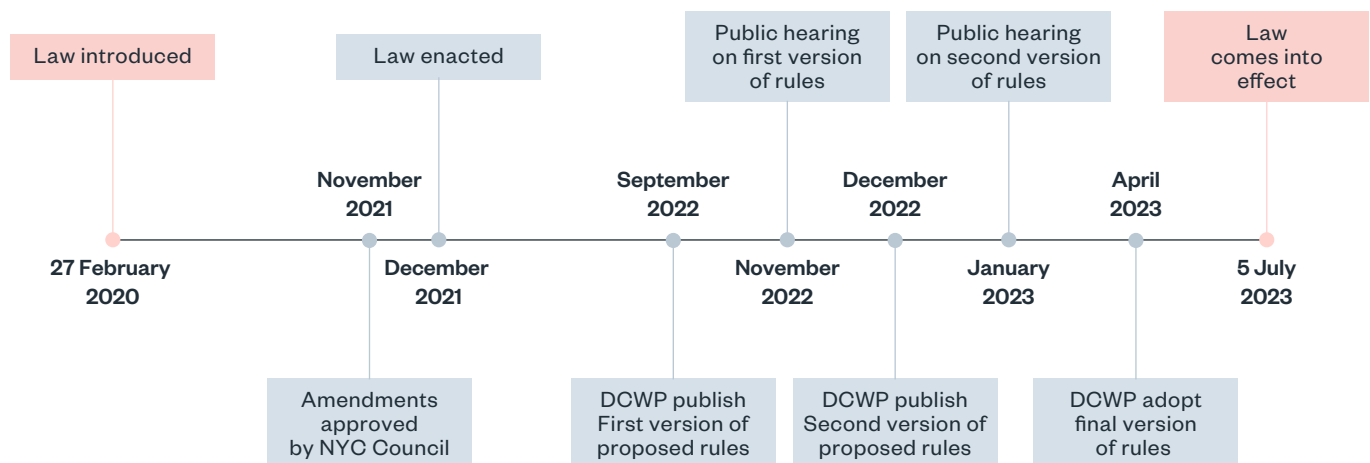 Law introduced
Law enacted
Public hearing
on first version
of rules
Public hearing
on second version
of rules
Law
comes into
effect
November
2021
September
2022
December
2022
April
2023
27 February
2020
December
2021
November
2022
January
2023
5 July
2023
Amendments
approved
by NYC Council
DCWP publish
First version of
proposed rules
DCWP publish
Second version of
proposed rules
DCWP adopt
final version
of rules